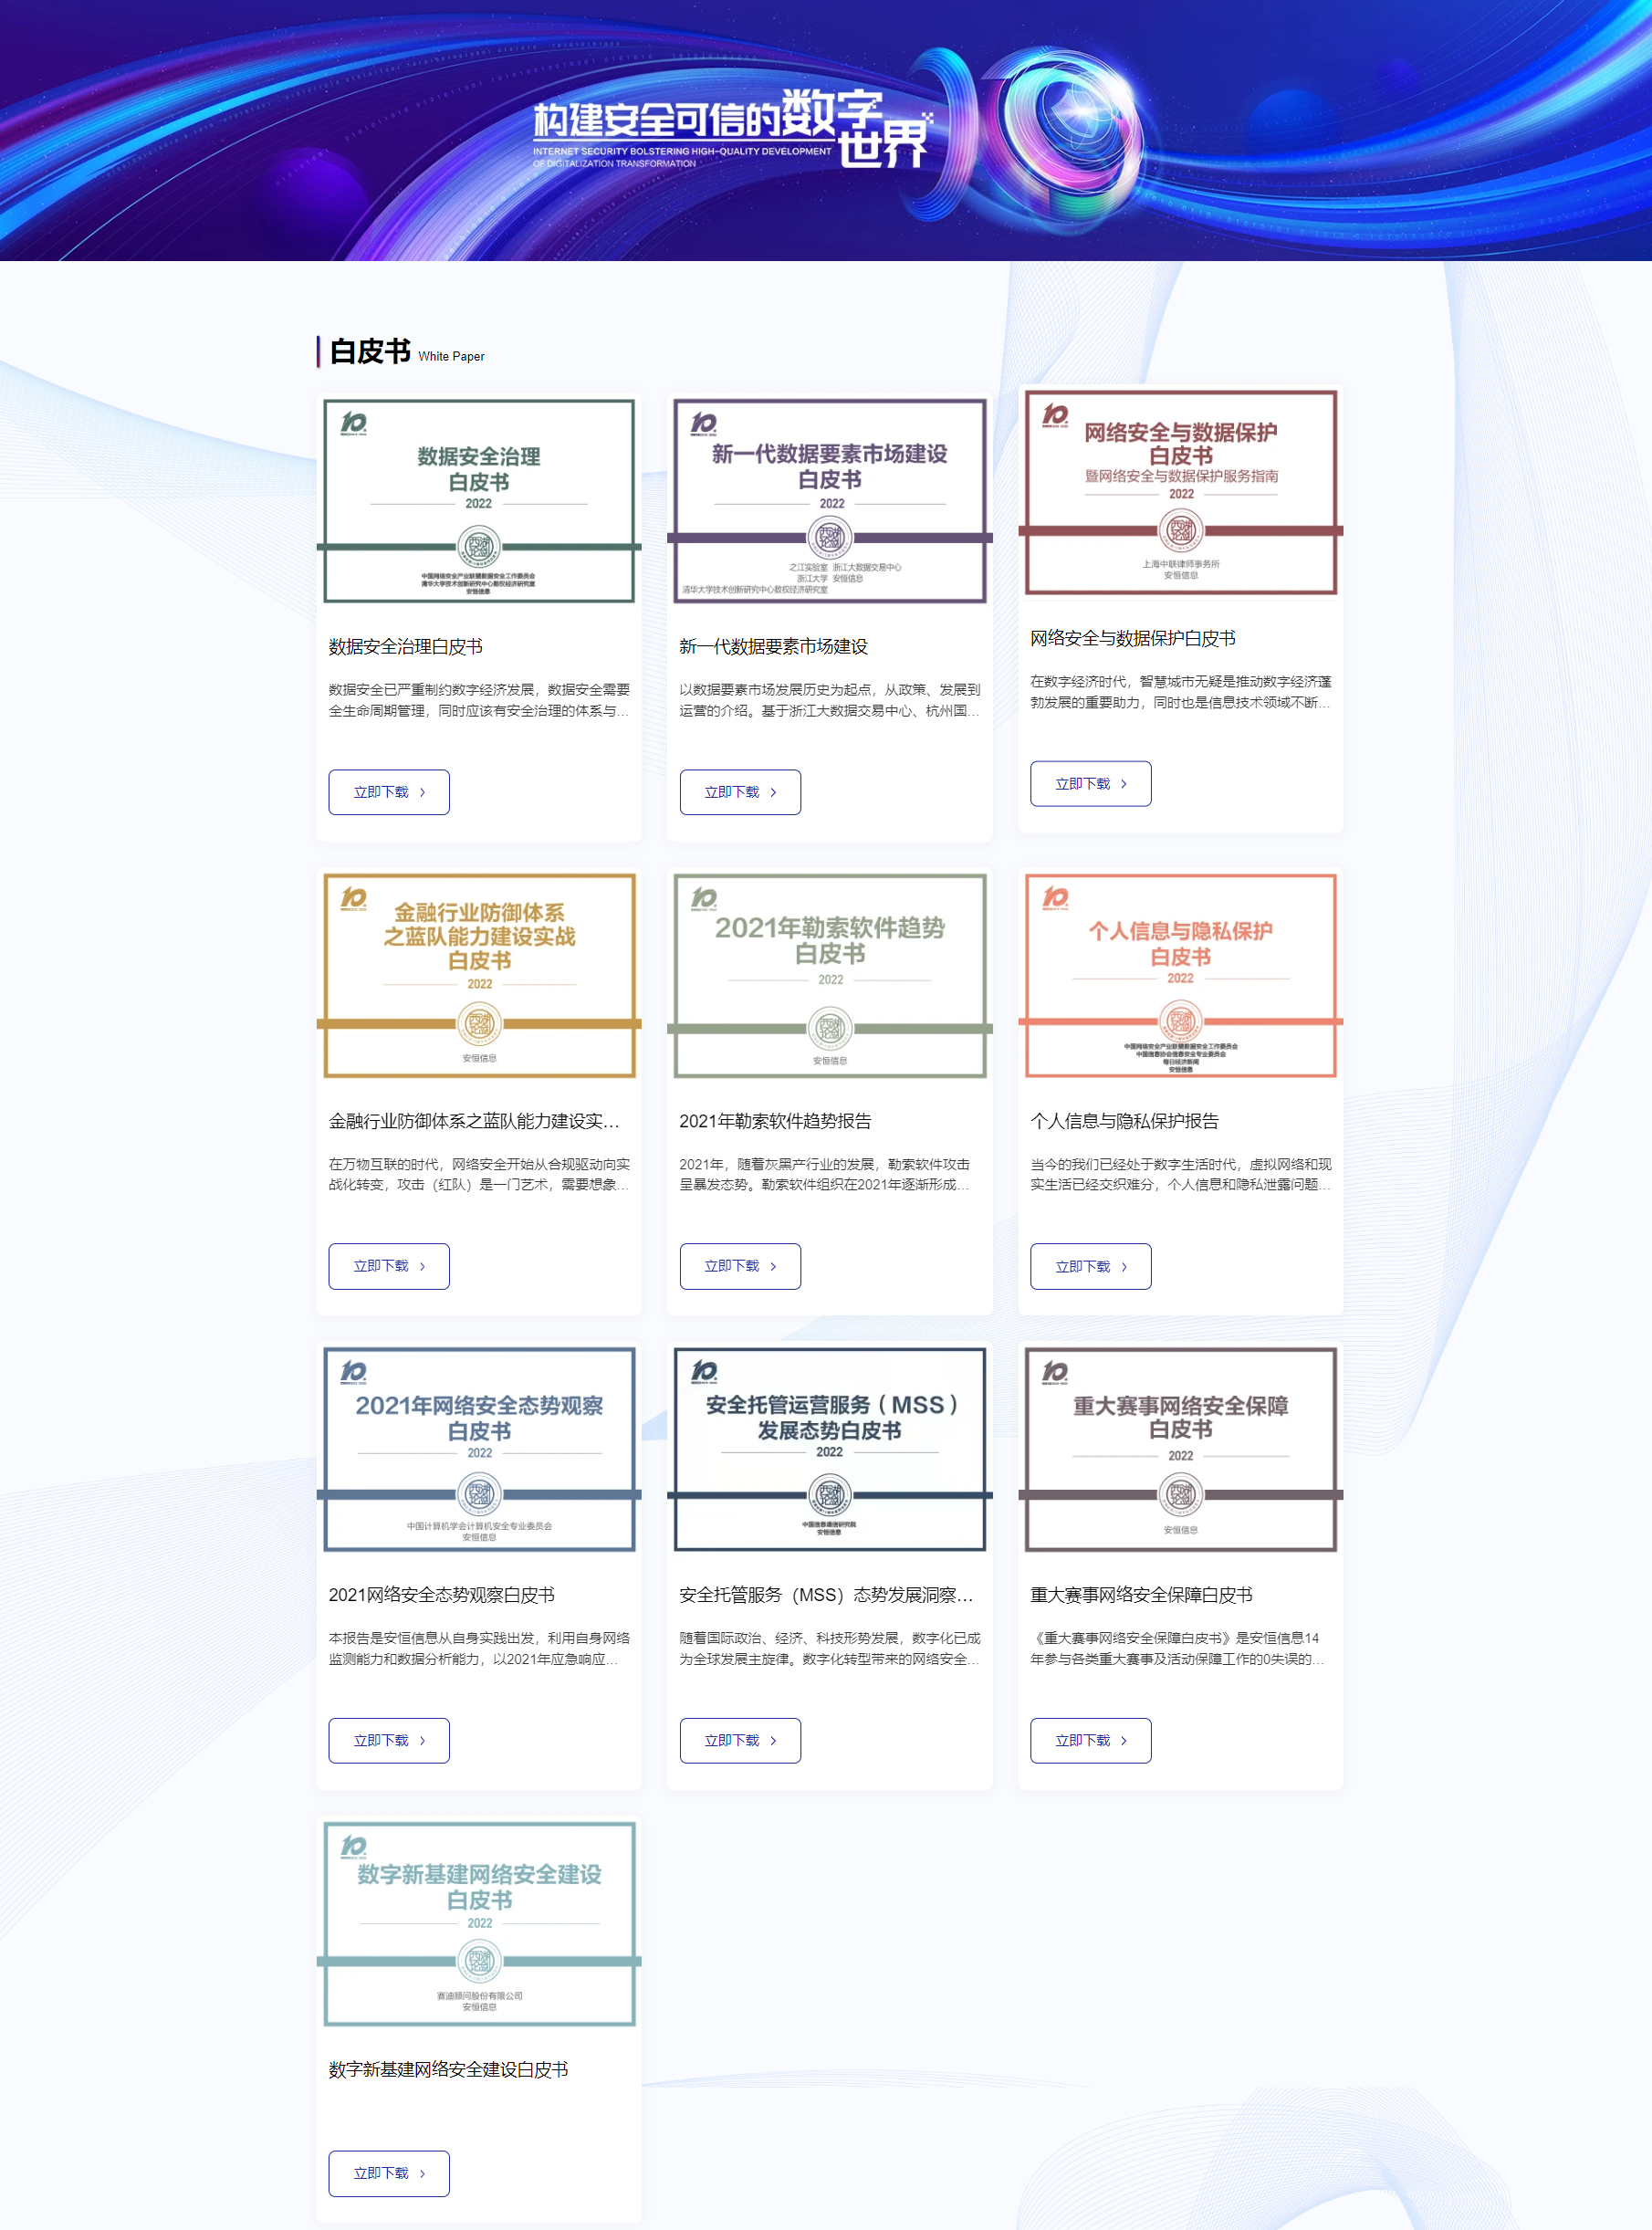 构建安全可信的数字世界
INTERNET SECURITY BOLSTERING HIGH-QUALITY DEVELOPMENT
OF DIGITALIZATION TRANSFORMATION
白皮书 White Paper
数据安全治理
白皮书
2022
中国网络安全产业联盟数据安全工作委员会
清华大学技术创新研究中心数权经济研究室
安恒信息
数据安全治理白皮书
数据安全已严重制约数字经济发展，数据安全需要
全生命周期管理，同时应该有安全治理的体系与...
立即下载 >
新一代数据要素市场建设
白皮书
2022
之江实验室 浙江大数据交易中心
浙江大学 安恒信息
清华大学技术创新研究中心数权经济研究室
新一代数据要素市场建设
以数据要素市场发展历史为起点，从政策、发展到
运营的介绍。基于浙江大数据交易中心、杭州国...
立即下载 >
网络安全与数据保护
白皮书
暨网络安全与数据保护服务指南
2022
上海中联律师事务所
安恒信息
网络安全与数据保护白皮书
在数字经济时代，智慧城市无疑是推动数字经济蓬
勃发展的重要助力，同时也是信息技术领域不断...
立即下载 >
金融行业防御体系
之蓝队能力建设实战
白皮书
2022
安恒信息
金融行业防御体系之蓝队能力建设实...
在万物互联的时代，网络安全开始从合规驱动向实
战化转变，攻击（红队）是一门艺术，需要想象...
立即下载 >
2021年勒索软件趋势
白皮书
2022
安恒信息
2021年勒索软件趋势报告
2021年，随着灰黑产行业的发展，勒索软件攻击
呈暴发态势。勒索软件组织在2021年逐渐形成...
立即下载 >
个人信息与隐私保护
白皮书
2022
中国网络安全产业联盟数据安全工作委员会
中国信息协会信息安全专业委员会
每日经济新闻
安恒信息
个人信息与隐私保护报告
当今的我们已经处于数字生活时代，虚拟网络和现
实生活已经交织难分，个人信息和隐私泄露问题...
立即下载 >
2021年网络安全态势观察
白皮书
2022
中国计算机学会计算机安全专业委员会
安恒信息
2021网络安全态势观察白皮书
本报告是安恒信息从自身实践出发，利用自身网络
监测能力和数据分析能力，以2021年应急响应...
立即下载 >
安全托管运营服务（MSS）
发展态势白皮书
2022
中国信息通信研究院
安恒信息
安全托管服务（MSS）态势发展洞察...
随着国际政治、经济、科技形势发展，数字化已成
为全球发展主旋律。数字化转型带来的网络安全...
立即下载 >
重大赛事网络安全保障
白皮书
2022
安恒信息
重大赛事网络安全保障白皮书
《重大赛事网络安全保障白皮书》是安恒信息14
年参与各类重大赛事及活动保障工作的0失误的...
立即下载 >
数字新基建网络安全建设
白皮书
2022
赛迪顾问股份有限公司
安恒信息
数字新基建网络安全建设白皮书
立即下载 >